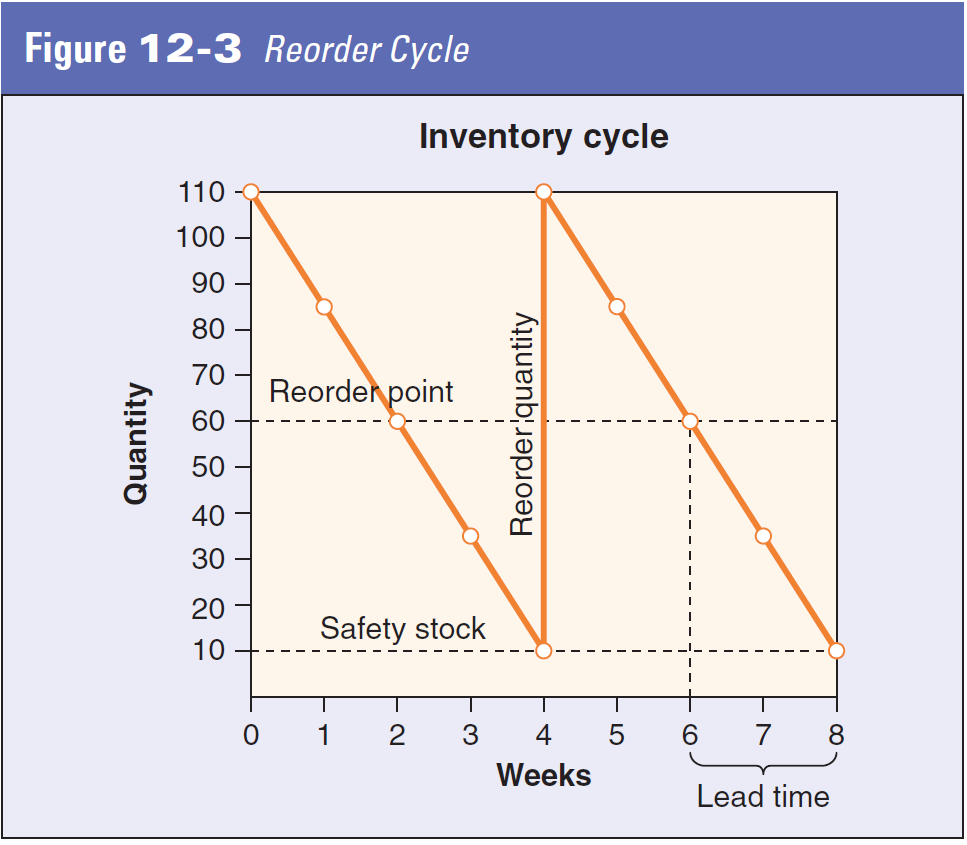 Figure 12-3 Reorder Cycle
Inventory cycle
Quantity
110
100
90
80
70
60
50
40
30
20
10
Reorder point
Reorder quantity
Safety stock
0 1 2 3 4 5 6 7 8
Weeks
Lead time